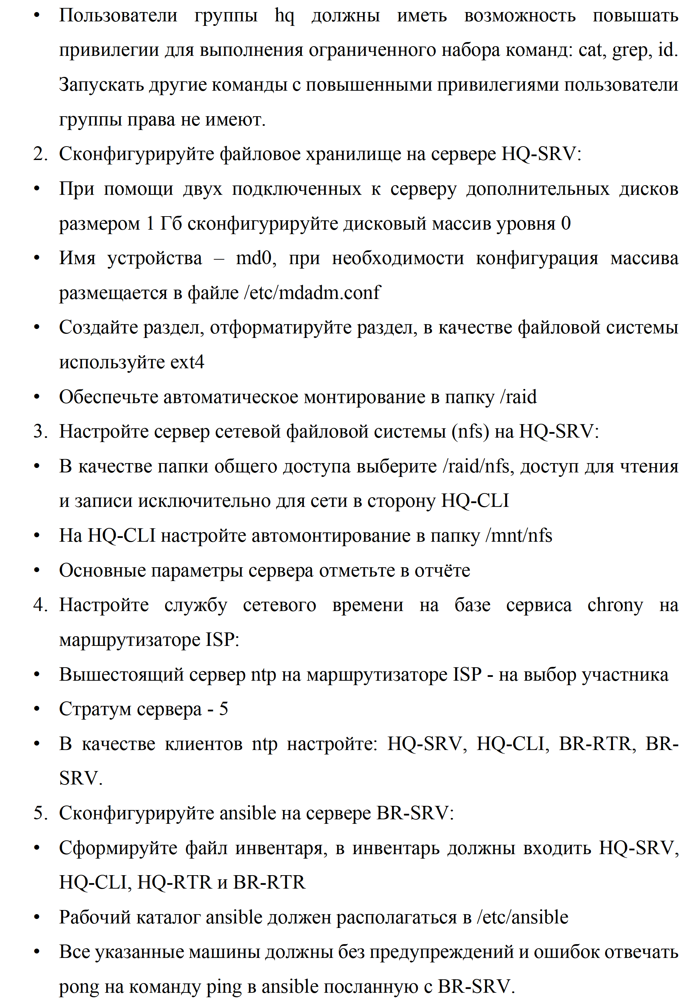 • Пользователи группы hq должны иметь возможность повышать
привилегии для выполнения ограниченного набора команд: cat, grep, id.
Запускать другие команды с повышенными привилегиями пользователи
группы права не имеют.
2. Сконфигурируйте файловое хранилище на сервере HQ-SRV:
• При помощи двух подключенных к серверу дополнительных дисков
размером 1 Гб сконфигурируйте дисковый массив уровня 0
• Имя устройства – md0, при необходимости конфигурация массива
размещается в файле /etc/mdadm.conf
• Создайте раздел, отформатируйте раздел, в качестве файловой системы
используйте ext4
• Обеспечьте автоматическое монтирование в папку /raid
3. Настройте сервер сетевой файловой системы (nfs) на HQ-SRV:
• В качестве папки общего доступа выберите /raid/nfs, доступ для чтения
и записи исключительно для сети в сторону HQ-CLI
• На HQ-CLI настройте автомонтирование в папку /mnt/nfs
• Основные параметры сервера отметьте в отчёте
4. Настройте службу сетевого времени на базе сервиса chrony на
маршрутизаторе ISP:
• Вышестоящий сервер ntp на маршрутизаторе ISP - на выбор участника
• Стратум сервера - 5
• В качестве клиентов ntp настройте: HQ-SRV, HQ-CLI, BR-RTR, BR-
SRV.
5. Сконфигурируйте ansible на сервере BR-SRV:
• Сформируйте файл инвентаря, в инвентарь должны входить HQ-SRV,
HQ-CLI, HQ-RTR и BR-RTR
• Рабочий каталог ansible должен располагаться в /etc/ansible
• Все указанные машины должны без предупреждений и ошибок отвечать
pong на команду ping в ansible посланную с BR-SRV.